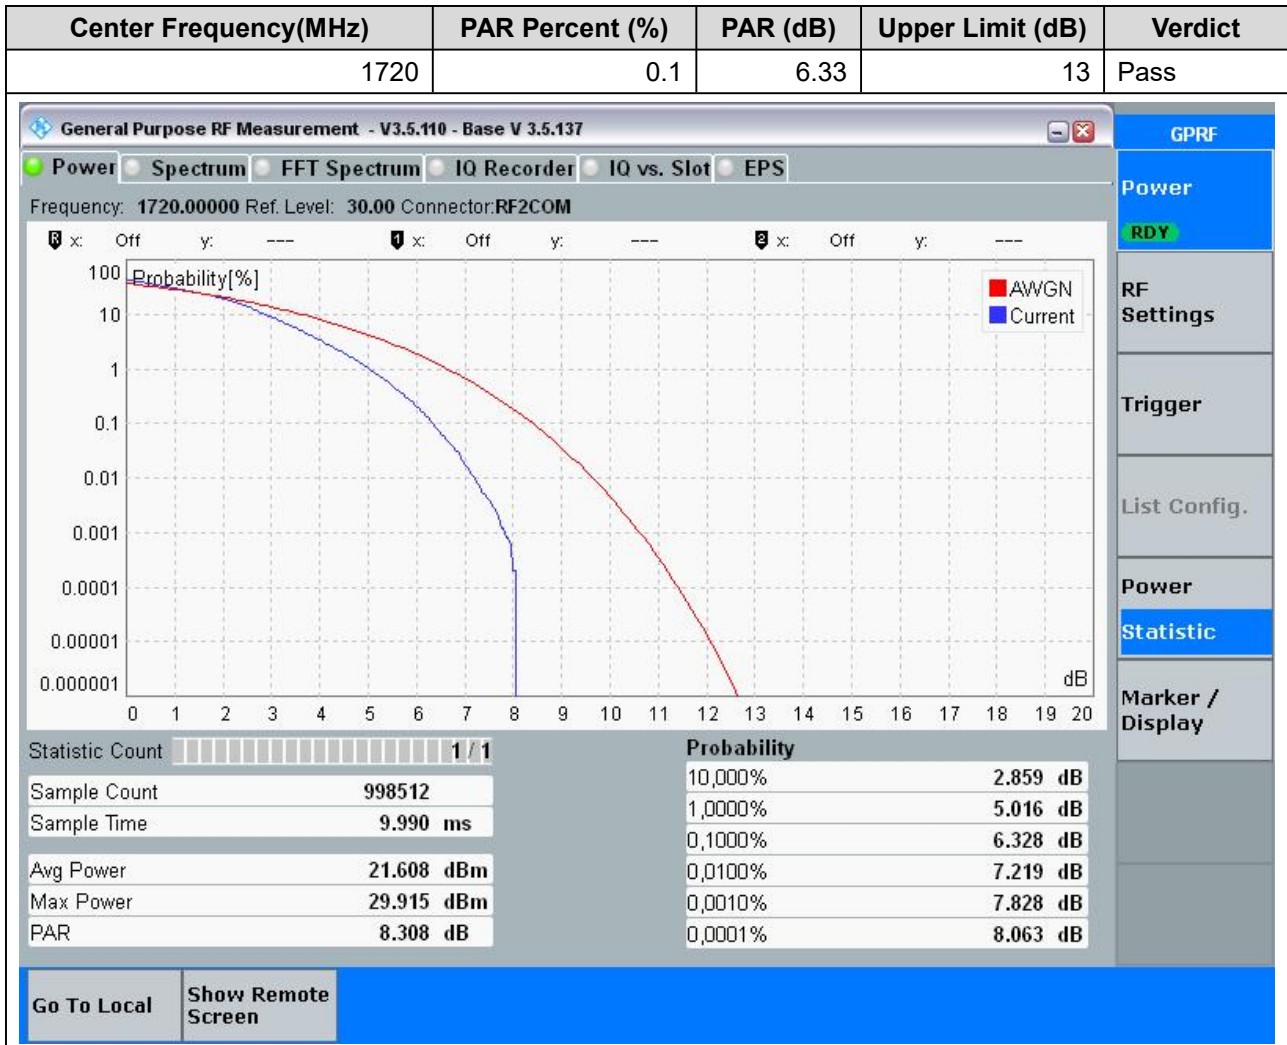 Center Frequency(MHz) PAR Percent (%) PAR (dB) Upper Limit (dB) Verdict
1720 0.1 6.33 13 Pass
General Purpose RF Measurement - V3.5.110 - Base V 3.5.137
GPRF
Power Spectrum FFT Spectrum IQ Recorder IQ vs. Slot EPS
Power
RDY
Frequency: 1720.00000 Ref. Level: 30.00 Connector:RF2COM
R x: Off y: --- 1 x: Off y: --- 2 x: Off y: ---
Probability[%]
AWGN
Current
100
10
1
0.1
0.01
0.001
0.0001
0.00001
0.000001
dB
0 1 2 3 4 5 6 7 8 9 10 11 12 13 14 15 16 17 18 19 20
RF
Settings
Trigger
List Config.
Power
Statistic
Marker /
Display
Statistic Count 1 / 1
Sample Count 998512
Sample Time 9.990 ms
Avg Power 21.608 dBm
Max Power 29.915 dBm
PAR 8.308 dB
Probability
10,000% 2.859 dB
1,0000% 5.016 dB
0,1000% 6.328 dB
0,0100% 7.219 dB
0,0010% 7.828 dB
0,0001% 8.063 dB
Go To Local
Show Remote
Screen